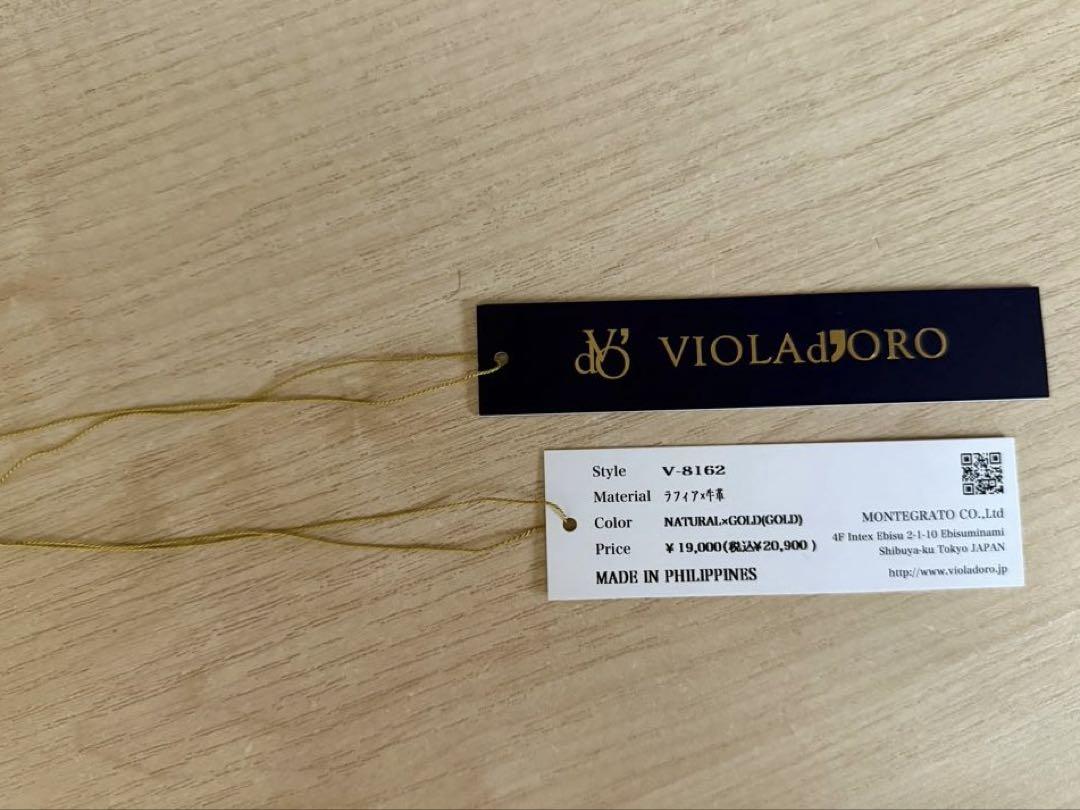 Vd'O VIOLAd'ORO
Style V-8162
Material ラフィア×牛革
Color NATURAL×GOLD(GOLD)
Price ¥19,000(税込¥20,900)
MADE IN PHILIPPINES
MONTEGRATO CO.,Ltd
4F Intex Ebisu 2-1-10 Ebisuminami
Shibuya-ku Tokyo JAPAN
http://www.violadoro.jp